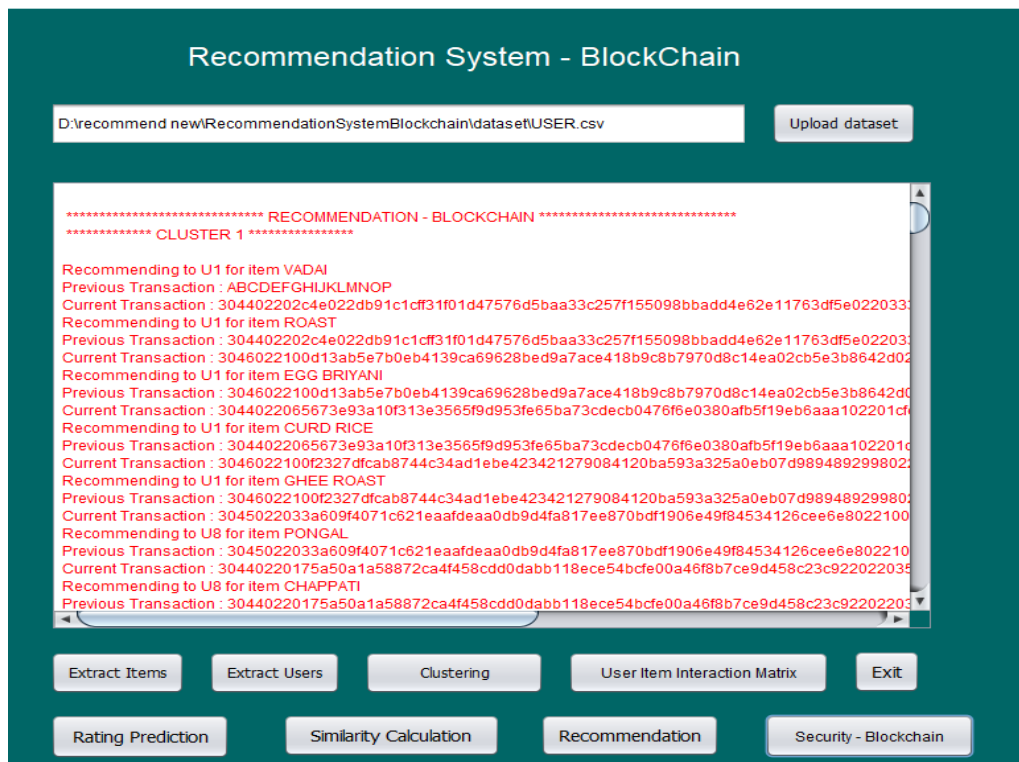 Recommendation System - BlockChain
D:\recommend new\RecommendationSystemBlockchain\dataset\USER.csv
Upload dataset
****************************** RECOMMENDATION - BLOCKCHAIN ******************************
************* CLUSTER 1 ****************
Recommending to U1 for item VADAI
Previous Transaction : ABCDEFGHIJKLMNOP
Current Transaction : 304402202c4e022db91c1cff31f01d47576d5baa33c257f155098bbadd4e62e11763df5e022033
Recommending to U1 for item ROAST
Previous Transaction : 304402202c4e022db91c1cff31f01d47576d5baa33c257f155098bbadd4e62e11763df5e02203
Current Transaction : 3046022100d13ab5e7b0eb4139ca69628bed9a7ace418b9c8b7970d8c14ea02cb5e3b8642d02
Recommending to U1 for item EGG BRIYANI
Previous Transaction : 3046022100d13ab5e7b0eb4139ca69628bed9a7ace418b9c8b7970d8c14ea02cb5e3b8642d0
Current Transaction : 3044022065673e93a10f313e3565f9d953fe65ba73cdecb0476f6e0380afb5f19eb6aaa102201cf
Recommending to U1 for item CURD RICE
Previous Transaction : 3044022065673e93a10f313e3565f9d953fe65ba73cdecb0476f6e0380afb5f19eb6aaa102201
Current Transaction : 3046022100f2327dfcab8744c34ad1ebe423421279084120ba593a325a0eb07d989489299802
Recommending to U1 for item GHEE ROAST
Previous Transaction : 3046022100f2327dfcab8744c34ad1ebe423421279084120ba593a325a0eb07d98948929980
Current Transaction : 3045022033a609f4071c621eaafdeaa0db9d4fa817ee870bdf1906e49f84534126cee6e8022100
Recommending to U8 for item PONGAL
Previous Transaction : 3045022033a609f4071c621eaafdeaa0db9d4fa817ee870bdf1906e49f84534126cee6e802210
Current Transaction : 30440220175a50a1a58872ca4f458cdd0dabb118ece54bcfe00a46f8b7ce9d458c23c922022035
Recommending to U8 for item CHAPPATI
Previous Transaction : 30440220175a50a1a58872ca4f458cdd0dabb118ece54bcfe00a46f8b7ce9d458c23c92202203
Extract Items
Extract Users
Clustering
User Item Interaction Matrix
Exit
Rating Prediction
Similarity Calculation
Recommendation
Security - Blockchain